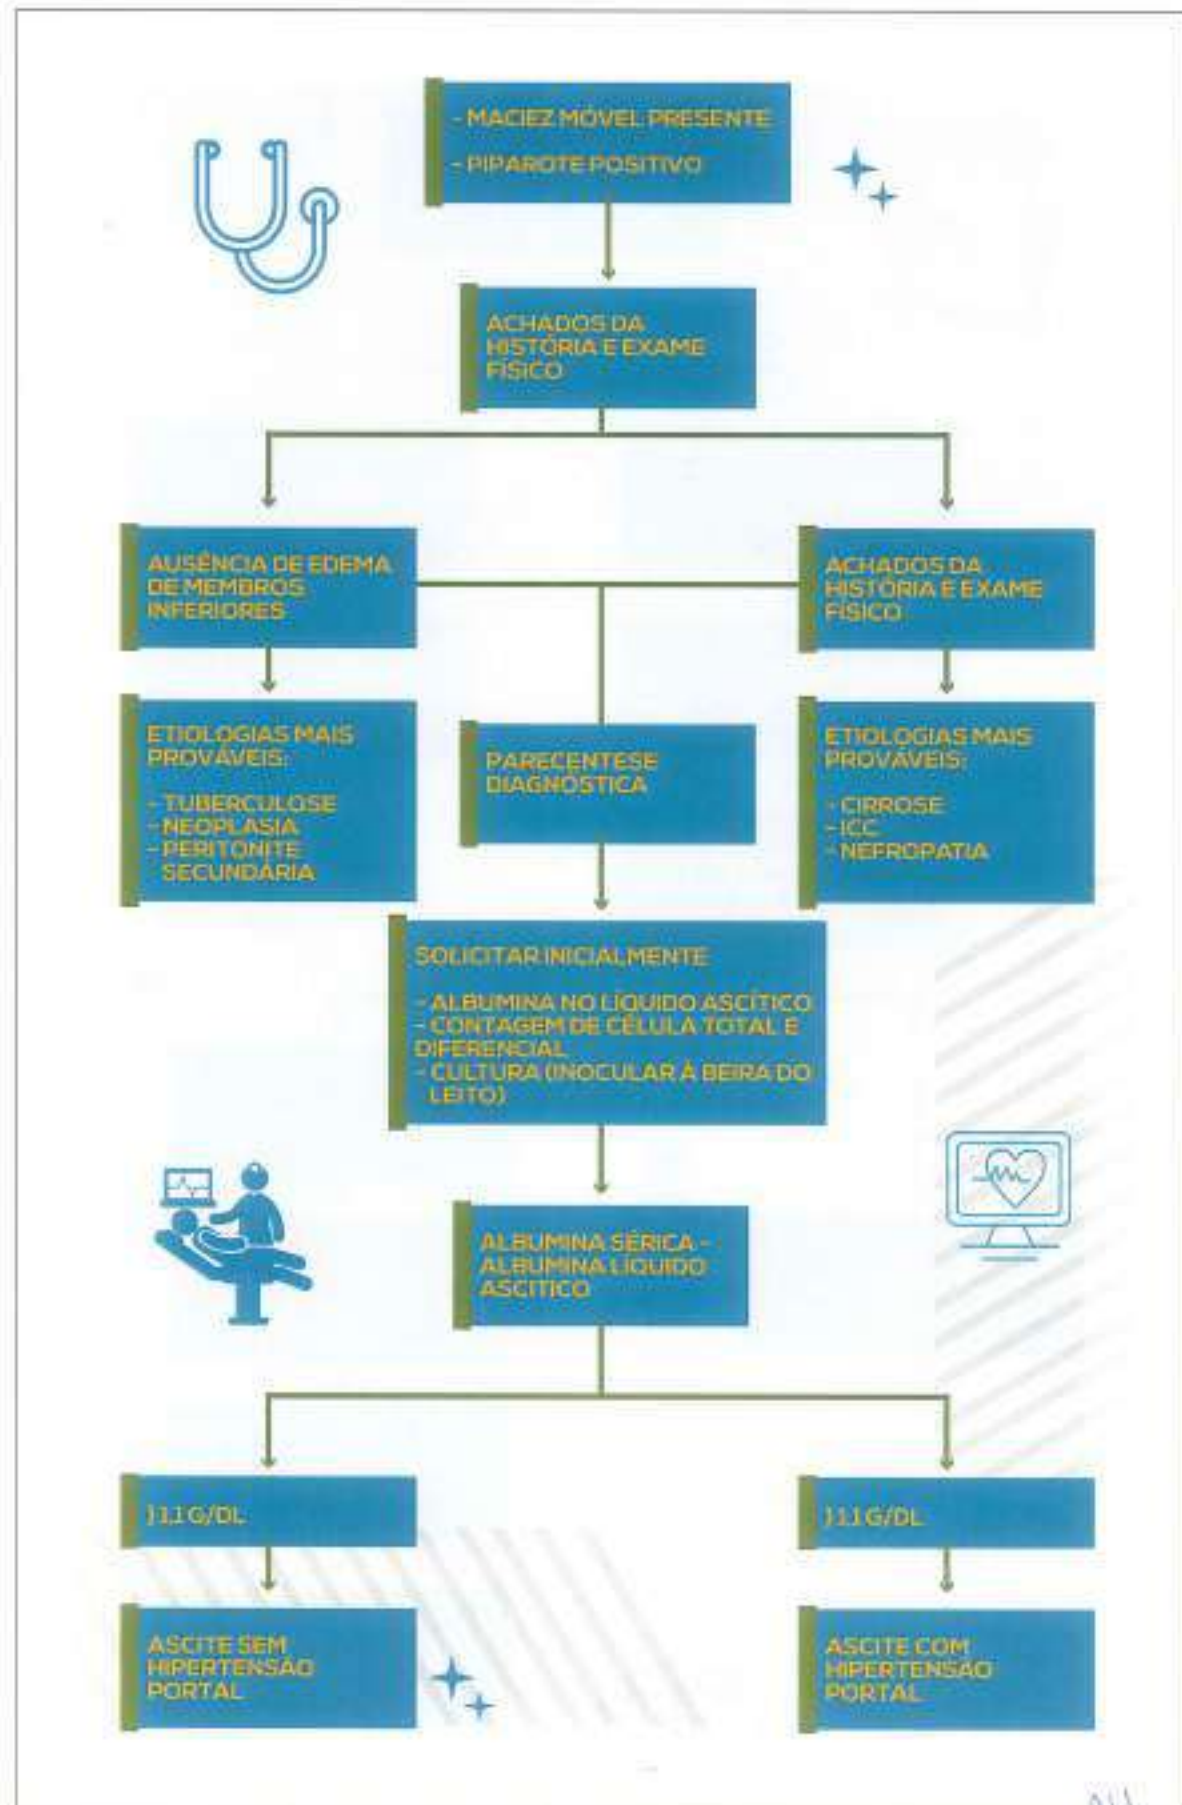 - MACIEZ MÓVEL PRESENTE
- PIPAROTE POSITIVO
ACHADOS DA
HISTÓRIA E EXAME
FÍSICO
AUSÊNCIA DE EDEMA
DE MEMBROS
INFERIORES
ACHADOS DA
HISTÓRIA E EXAME
FÍSICO
ETIOLOGIAS MAIS
PROVÁVEIS:
- TUBERCULOSE
- NEOPLASIA
- PERITONITE
SECUNDÁRIA
PARECENTESE
DIAGNÓSTICA
ETIOLOGIAS MAIS
PROVÁVEIS:
- CIRROSE
- ICC
- NEFROPATIA
SOLICITAR INICIALMENTE
- ALBUMINA NO LÍQUIDO ASCÍTICO
- CONTAGEM DE CÉLULA TOTAL E
DIFERENCIAL
- CULTURA (INOCULAR À BEIRA DO
LEITO)
ALBUMINA SÉRICA -
ALBUMINA LÍQUIDO
ASCITICO
}1,1 G/DL
}1,1 G/DL
ASCITE SEM
HIPERTENSÃO
PORTAL
ASCITE COM
HIPERTENSÃO
PORTAL